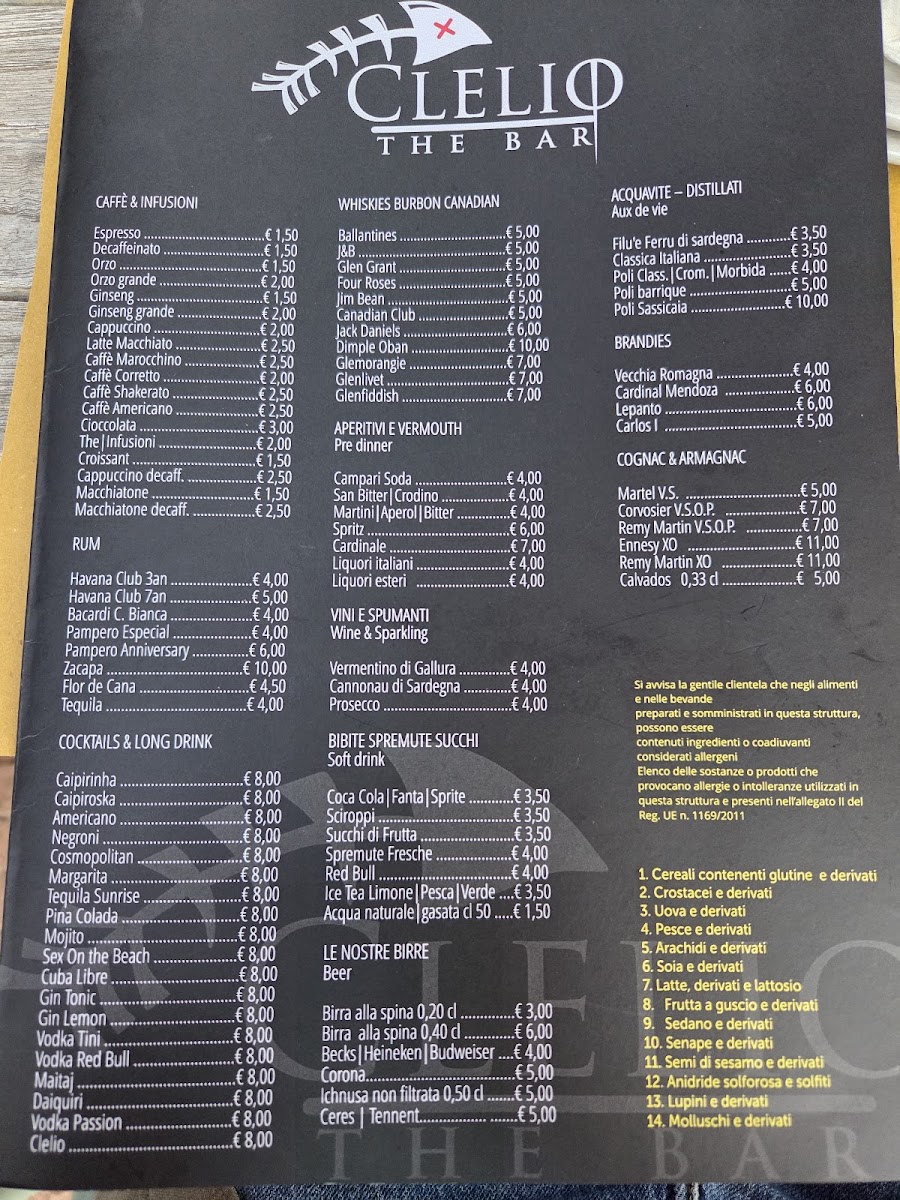 CLELIO
THE BAR
CAFFÈ & INFUSIONI
Espresso ..............................€ 1,50
Decaffeinato ..............................€ 1,50
Orzo ..............................€ 1,50
Orzo grande ..............................€ 2,00
Ginseng ..............................€ 1,50
Ginseng grande ..............................€ 2,00
Cappuccino ..............................€ 2,00
Latte Macchiato ..............................€ 2,50
Caffè Marocchino ..............................€ 2,50
Caffè Corretto ..............................€ 2,00
Caffè Shakerato ..............................€ 2,50
Caffè Americano ..............................€ 2,50
Cioccolata ..............................€ 3,00
The|Infusioni ..............................€ 2,00
Croissant ..............................€ 1,50
Cappuccino decaff. ..............................€ 2,50
Macchiatone ..............................€ 1,50
Macchiatone decaff. ..............................€ 2,50
RUM
Havana Club 3an ..............................€ 4,00
Havana Club 7an ..............................€ 5,00
Bacardi C. Bianca ..............................€ 4,00
Pampero Especial ..............................€ 4,00
Pampero Anniversary ..............................€ 6,00
Zacapa ..............................€ 10,00
Flor de Cana ..............................€ 4,50
Tequila ..............................€ 4,00
COCKTAILS & LONG DRINK
Caipirinha ..............................€ 8,00
Caipiroska ..............................€ 8,00
Americano ..............................€ 8,00
Negroni ..............................€ 8,00
Cosmopolitan ..............................€ 8,00
Margarita ..............................€ 8,00
Tequila Sunrise ..............................€ 8,00
Pina Colada ..............................€ 8,00
Mojito ..............................€ 8,00
Sex On the Beach ..............................€ 8,00
Cuba Libre ..............................€ 8,00
Gin Tonic ..............................€ 8,00
Gin Lemon ..............................€ 8,00
Vodka Tini ..............................€ 8,00
Vodka Red Bull ..............................€ 8,00
Maitaj ..............................€ 8,00
Daiquiri ..............................€ 8,00
Vodka Passion ..............................€ 8,00
Clelio ..............................€ 8,00
WHISKIES BURBON CANADIAN
Ballantines ..............................€ 5,00
J&B ..............................€ 5,00
Glen Grant ..............................€ 5,00
Four Roses ..............................€ 5,00
Jim Bean ..............................€ 5,00
Canadian Club ..............................€ 5,00
Jack Daniels ..............................€ 6,00
Dimple Oban ..............................€ 10,00
Glemorangie ..............................€ 7,00
Glenlivet ..............................€ 7,00
Glenfiddish ..............................€ 7,00
APERITIVI E VERMOUTH
Pre dinner
Campari Soda ..............................€ 4,00
San Bitter|Crodino ..............................€ 4,00
Martini|Aperol|Bitter ..............................€ 4,00
Spritz ..............................€ 6,00
Cardinale ..............................€ 7,00
Liquori italiani ..............................€ 4,00
Liquori esteri ..............................€ 4,00
VINI E SPUMANTI
Wine & Sparkling
Vermentino di Gallura ..............................€ 4,00
Cannonau di Sardegna ..............................€ 4,00
Prosecco ..............................€ 4,00
BIBITE SPREMUTE SUCCHI
Soft drink
Coca Cola|Fanta|Sprite ..............................€ 3,50
Sciroppi ..............................€ 3,50
Succhi di Frutta ..............................€ 3,50
Spremute Fresche ..............................€ 4,00
Red Bull ..............................€ 4,00
Ice Tea Limone|Pesca|Verde ....€ 3,50
Acqua naturale|gasata cl 50 .....€ 1,50
LE NOSTRE BIRRE
Beer
Birra alla spina 0,20 cl ..............................€ 3,00
Birra alla spina 0,40 cl ..............................€ 6,00
Becks|Heineken|Budweiser ....€ 4,00
Corona..............................€ 5,00
Ichnusa non filtrata 0,50 cl .......€ 5,00
Ceres | Tennent..............................€ 5,00
ACQUAVITE – DISTILLATI
Aux de vie
Filu'e Ferru di sardegna ...........€ 3,50
Classica Italiana ..............................€ 3,50
Poli Class.|Crom.|Morbida .....€ 4,00
Poli barrique ..............................€ 5,00
Poli Sassicaia ..............................€ 10,00
BRANDIES
Vecchia Romagna ..............................€ 4,00
Cardinal Mendoza ..............................€ 6,00
Lepanto ..............................€ 6,00
Carlos I ..............................€ 5,00
COGNAC & ARMAGNAC
Martel V.S. ..............................€ 5,00
Corvosier V.S.O.P. ..............................€ 7,00
Remy Martin V.S.O.P. ..............................€ 7,00
Ennesy XO ..............................€ 11,00
Remy Martin XO ..............................€ 11,00
Calvados 0,33 cl ..............................€ 5,00
Si avvisa la gentile clientela che negli alimenti
e nelle bevande
preparati e somministrati in questa struttura,
possono essere
contenuti ingredienti o coadiuvanti
considerati allergeni
Elenco delle sostanze o prodotti che
provocano allergie o intolleranze utilizzati in
questa struttura e presenti nell'allegato II del
Reg. UE n. 1169/2011
1. Cereali contenenti glutine e derivati
2. Crostacei e derivati
3. Uova e derivati
4. Pesce e derivati
5. Arachidi e derivati
6. Soia e derivati
7. Latte, derivati e lattosio
8. Frutta a guscio e derivati
9. Sedano e derivati
10. Senape e derivati
11. Semi di sesamo e derivati
12. Anidride solforosa e solfiti
13. Lupini e derivati
14. Molluschi e derivati
CLELIO
THE BAR